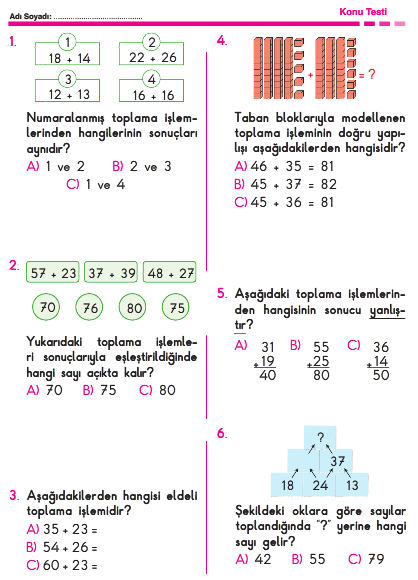 Adı Soyadı: ........................................
Konu Testi
1.
1
18 + 14
2
22 + 26
3
12 + 13
4
16 + 16
Numaralanmış toplama işlem-
lerinden hangilerinin sonuçları
aynıdır?
A) 1 ve 2 B) 2 ve 3
C) 1 ve 4
2.
57 + 23 37 + 39 48 + 27
70 76 80 75
Yukarıdaki toplama işlemle-
ri sonuçlarıyla eşleştirildiğinde
hangi sayı açıkta kalır?
A) 70 B) 75 C) 80
3. Aşağıdakilerden hangisi eldeli
toplama işlemidir?
A) 35 + 23 =
B) 54 + 26 =
C) 60 + 23 =
4.
+ = ?
Taban bloklarıyla modellenen
toplama işleminin doğru yapı-
lışı aşağıdakilerden hangisidir?
A) 46 + 35 = 81
B) 45 + 37 = 82
C) 45 + 36 = 81
5. Aşağıdaki toplama işlemlerin-
den hangisinin sonucu yanlış-
tır?
A) 31 B) 55 C) 36
+ 19 + 25 + 14
40 80 50
6.
?
37
18 24 13
Şekildeki oklara göre sayılar
toplandığında "?" yerine hangi
sayı gelir?
A) 42 B) 55 C) 79